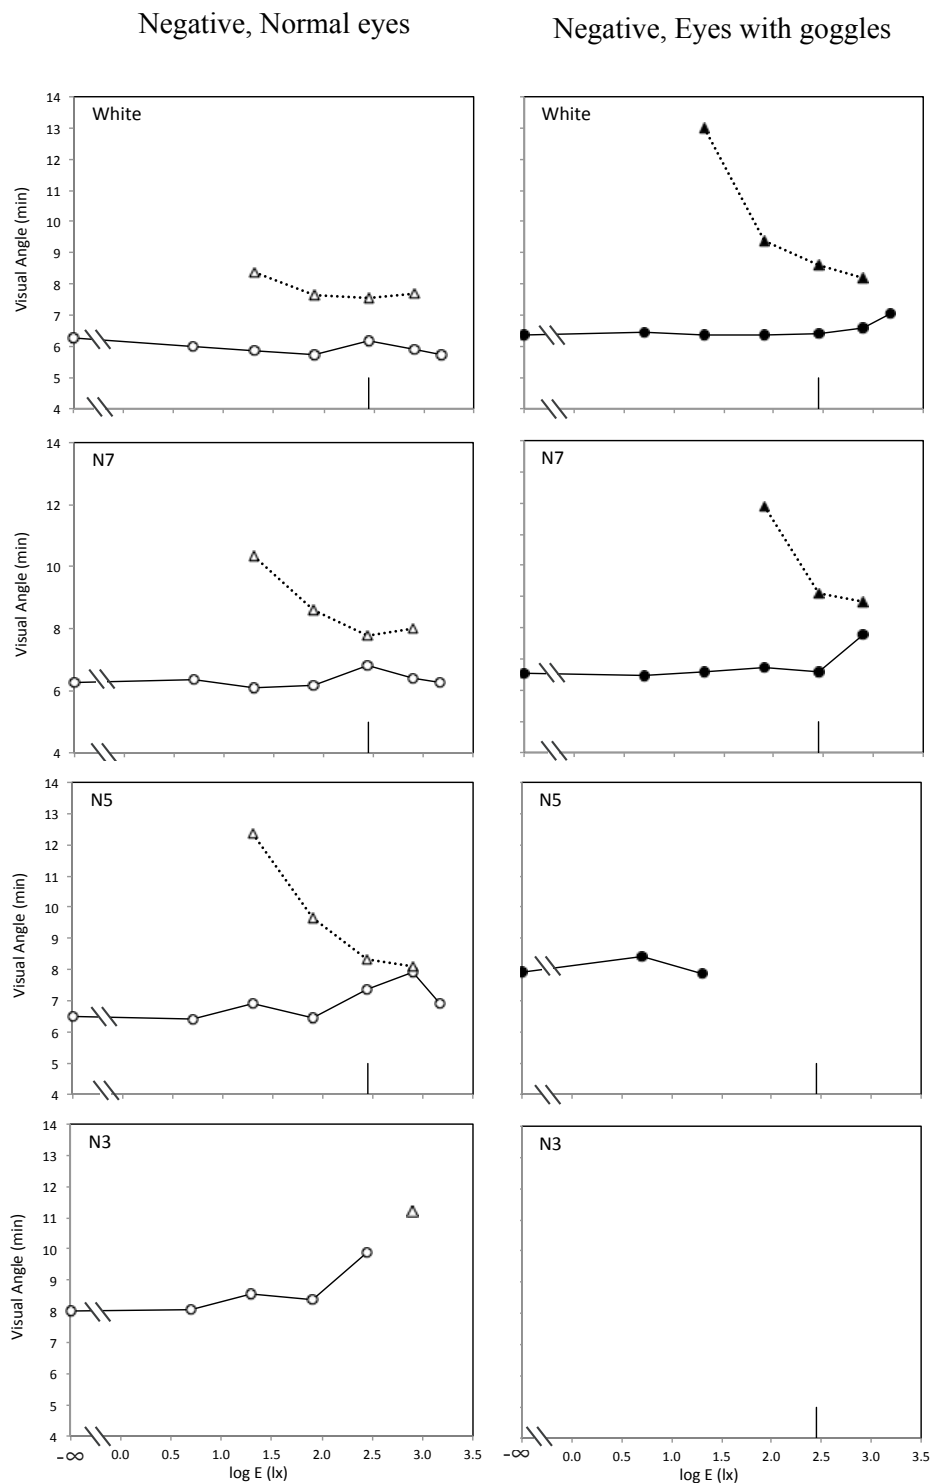 Negative, Normal eyes
Negative, Eyes with goggles
Visual Angle (min)
14
13
12
11
10
9
8
7
6
5
4
White
White
Visual Angle (min)
14
12
10
8
6
4
N7
N7
Visual Angle (min)
14
13
12
11
10
9
8
7
6
5
4
N5
N5
Visual Angle (min)
14
13
12
11
10
9
8
7
6
5
4
N3
N3
−∞ 0.0 0.5 1.0 1.5 2.0 2.5 3.0 3.5
log E (lx)
−∞ 0.0 0.5 1.0 1.5 2.0 2.5 3.0 3.5
log E (lx)